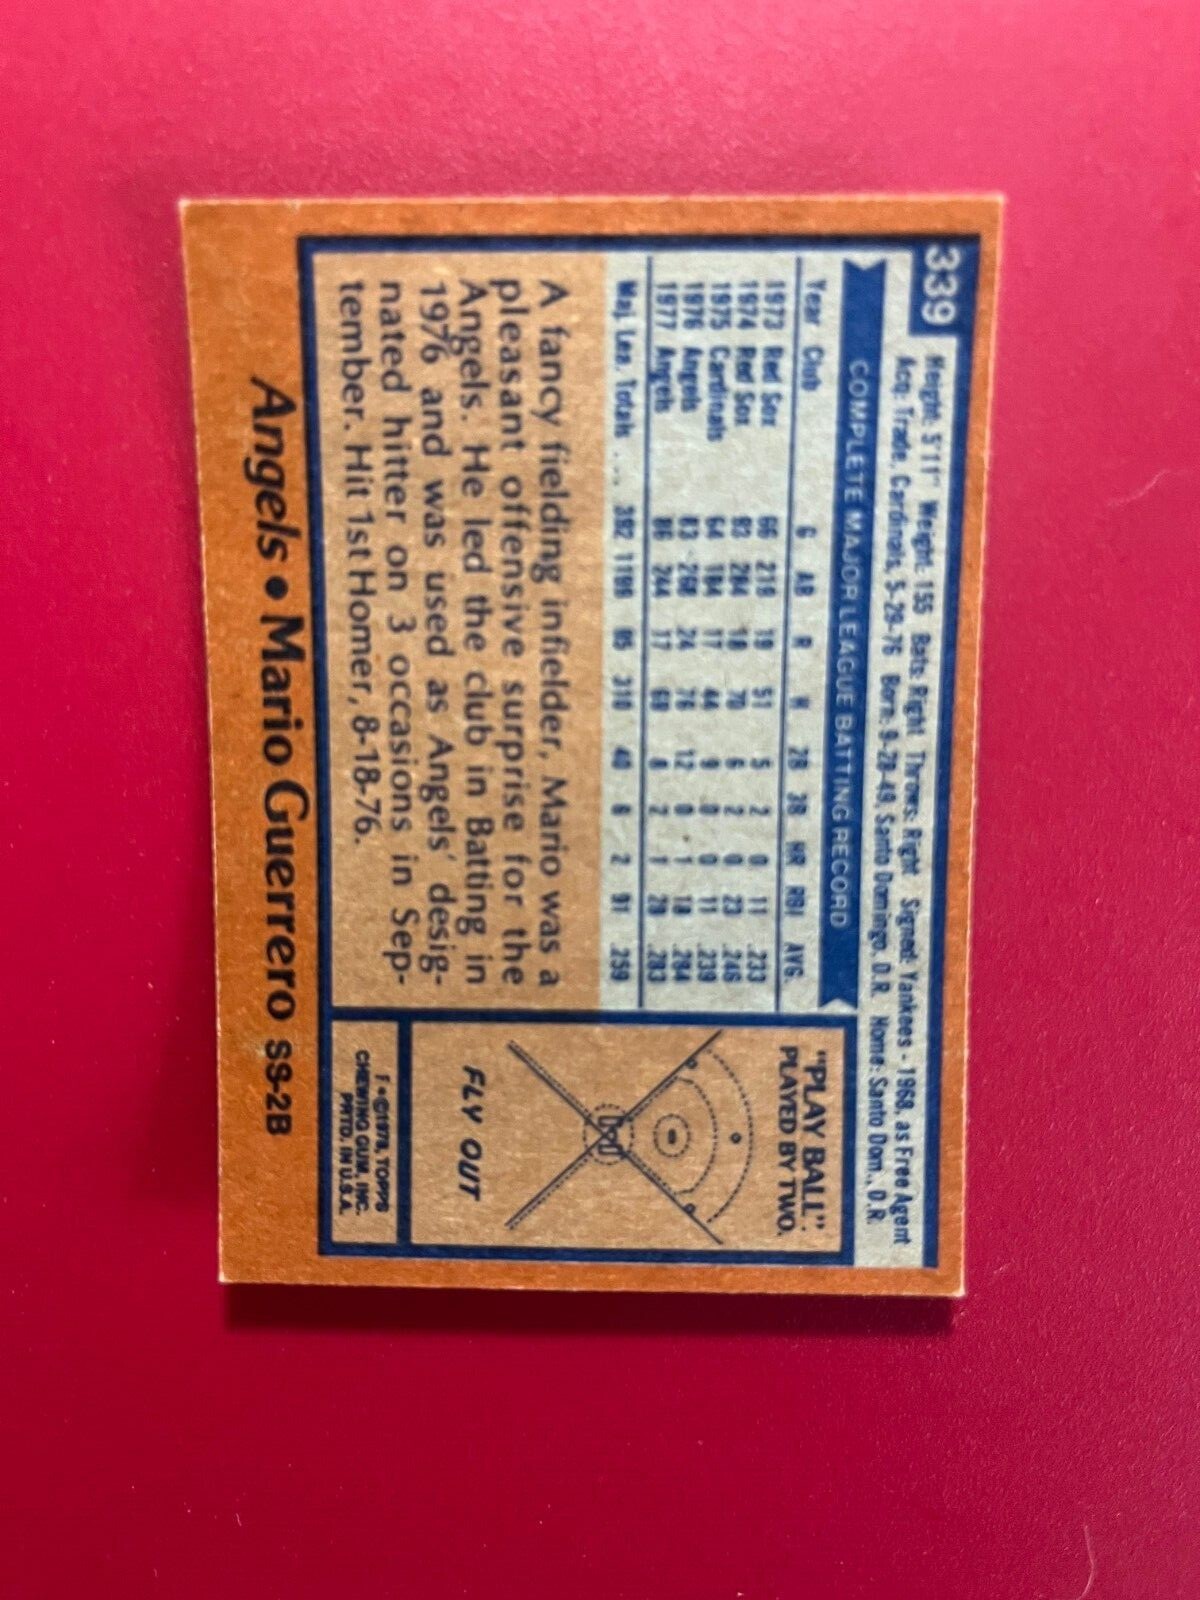 339
Height: 5'11" Weight: 155 Bats: Right Throws: Right Signed: Yankees - 1968, as Free Agent
Acq: Trade, Cardinals, 5-29-76 Born: 9-28-49, Santo Domingo, D.R. Home: Santo Dom., D.R.
COMPLETE MAJOR LEAGUE BATTING RECORD
Year Club G AB R H 2B 3B HR RBI AVG.
1973 Red Sox 66 219 19 51 5 2 0 11 .233
1974 Red Sox 93 284 18 70 6 2 0 23 .246
1975 Cardinals 64 184 17 44 9 0 0 11 .239
1976 Angels 83 268 24 76 12 0 1 18 .284
1977 Angels 86 244 17 69 8 2 1 28 .283
Maj. Lea. Totals .... 392 1199 95 310 40 6 2 91 .259
A fancy fielding infielder, Mario was a
pleasant offensive surprise for the
Angels. He led the club in Batting in
1976 and was used as Angels' desig-
nated hitter on 3 occasions in Sep-
tember. Hit 1st Homer, 8-18-76.
"PLAY BALL".
PLAYED BY TWO.
FLY OUT
F•©1978, TOPPS
CHEWING GUM, INC.
PRTD. IN U.S.A.
Angels • Mario Guerrero SS-2B